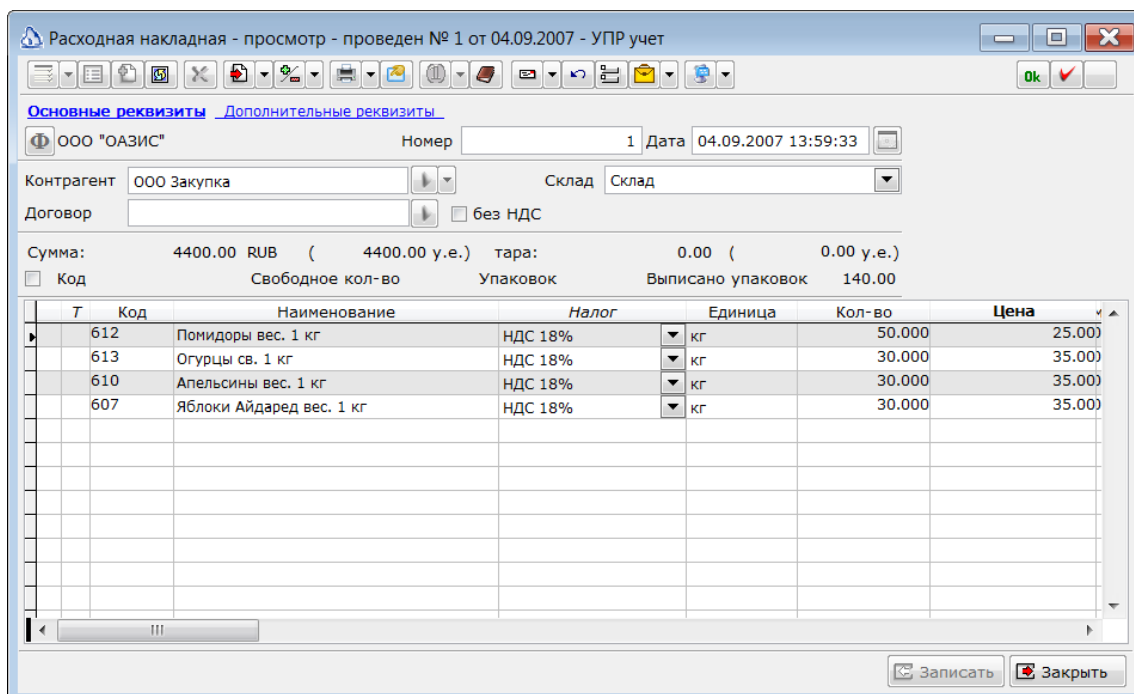 Расходная накладная - просмотр - проведен № 1 от 04.09.2007 - УПР учет
Ok
Основные реквизиты Дополнительные реквизиты
Ф ООО "ОАЗИС" Номер 1 Дата 04.09.2007 13:59:33
Контрагент ООО Закупка Склад Склад
Договор без НДС
Сумма: 4400.00 RUB ( 4400.00 у.е.) тара: 0.00 ( 0.00 у.е.)
Код Свободное кол-во Упаковок Выписано упаковок 140.00
Т Код Наименование Налог Единица Кол-во Цена
612 Помидоры вес. 1 кг НДС 18% кг 50.000 25.00
613 Огурцы св. 1 кг НДС 18% кг 30.000 35.00
610 Апельсины вес. 1 кг НДС 18% кг 30.000 35.00
607 Яблоки Айдаред вес. 1 кг НДС 18% кг 30.000 35.00
Записать Закрыть